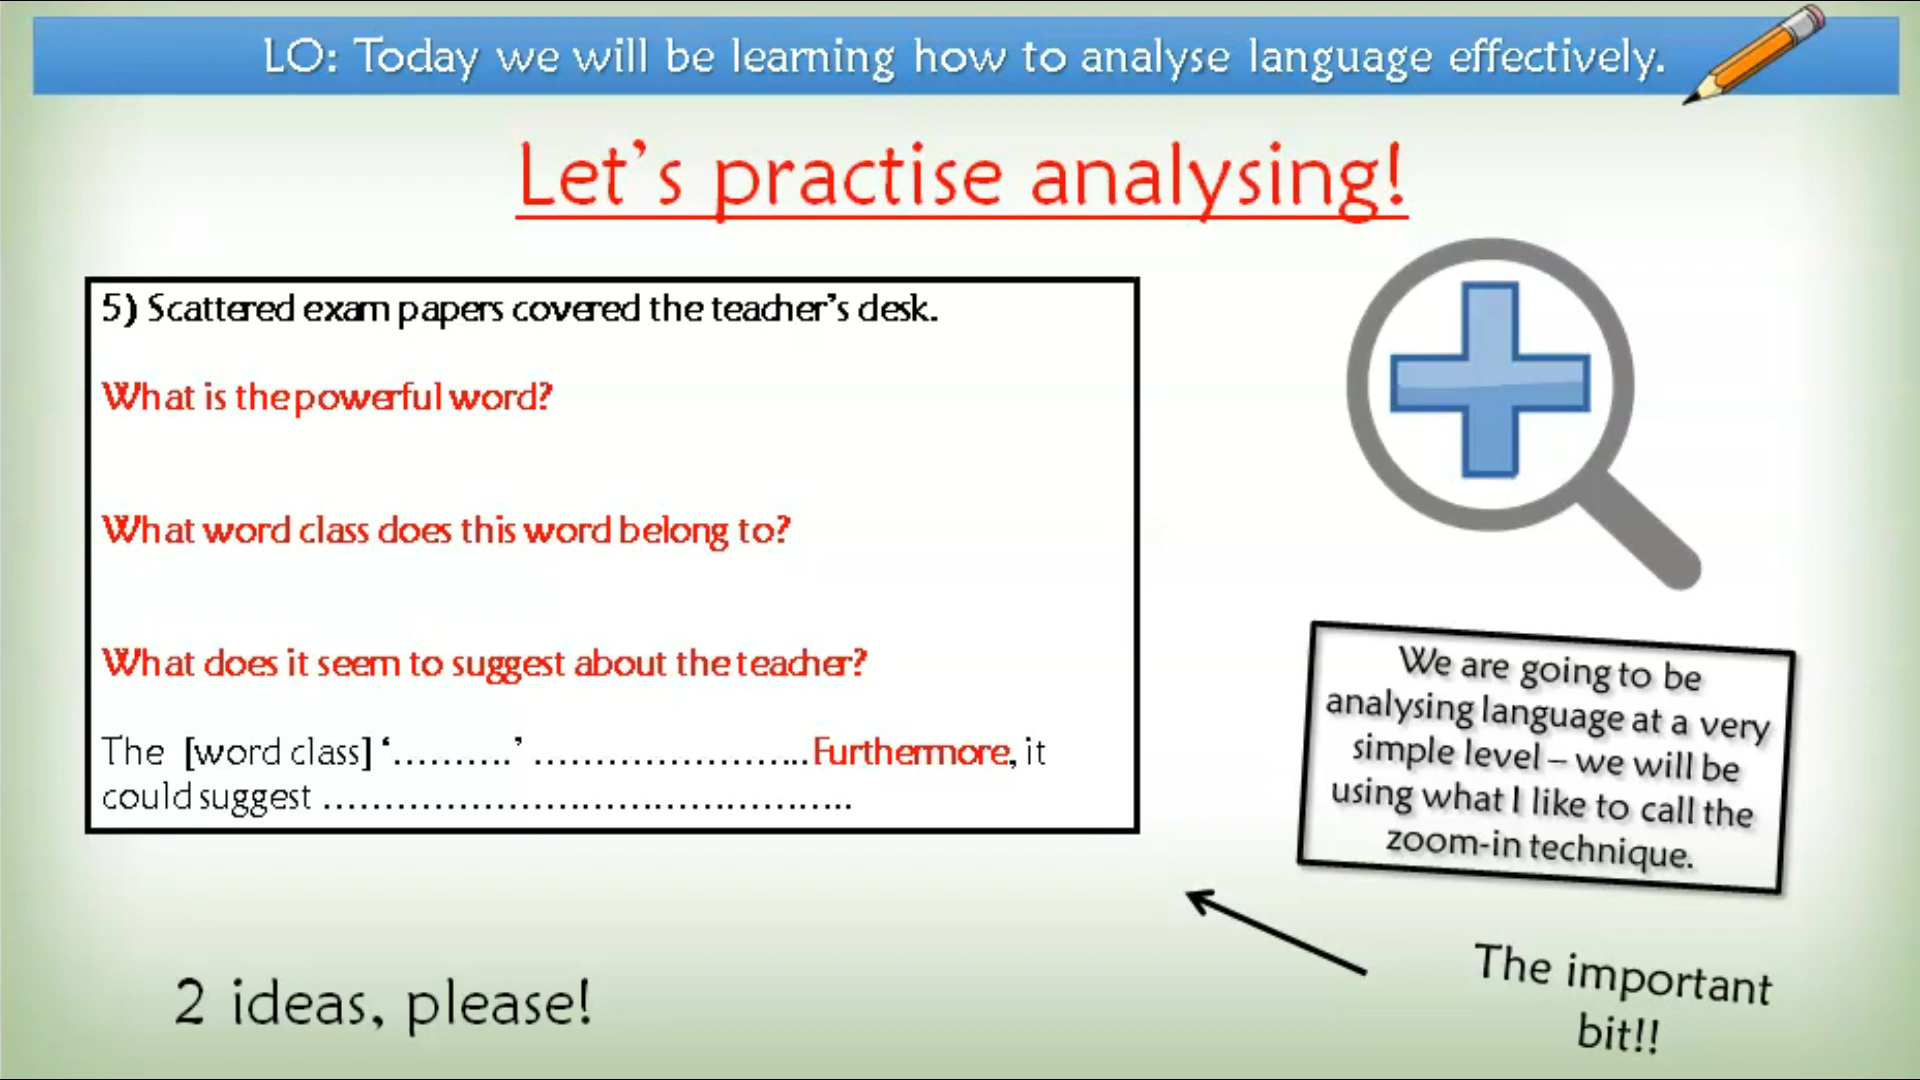 LO: Today we will be learning how to analyse language effectively.
Let's practise analysing!
5) Scattered exam papers covered the teacher's desk.
What is the powerful word?
What word class does this word belong to?
What does it seem to suggest about the teacher?
The [word class] ‘……….’ …………………..Furthermore, it
could suggest ……………………………………..
We are going to be
analysing language at a very
simple level – we will be
using what I like to call the
zoom-in technique.
The important
bit!!
2 ideas, please!